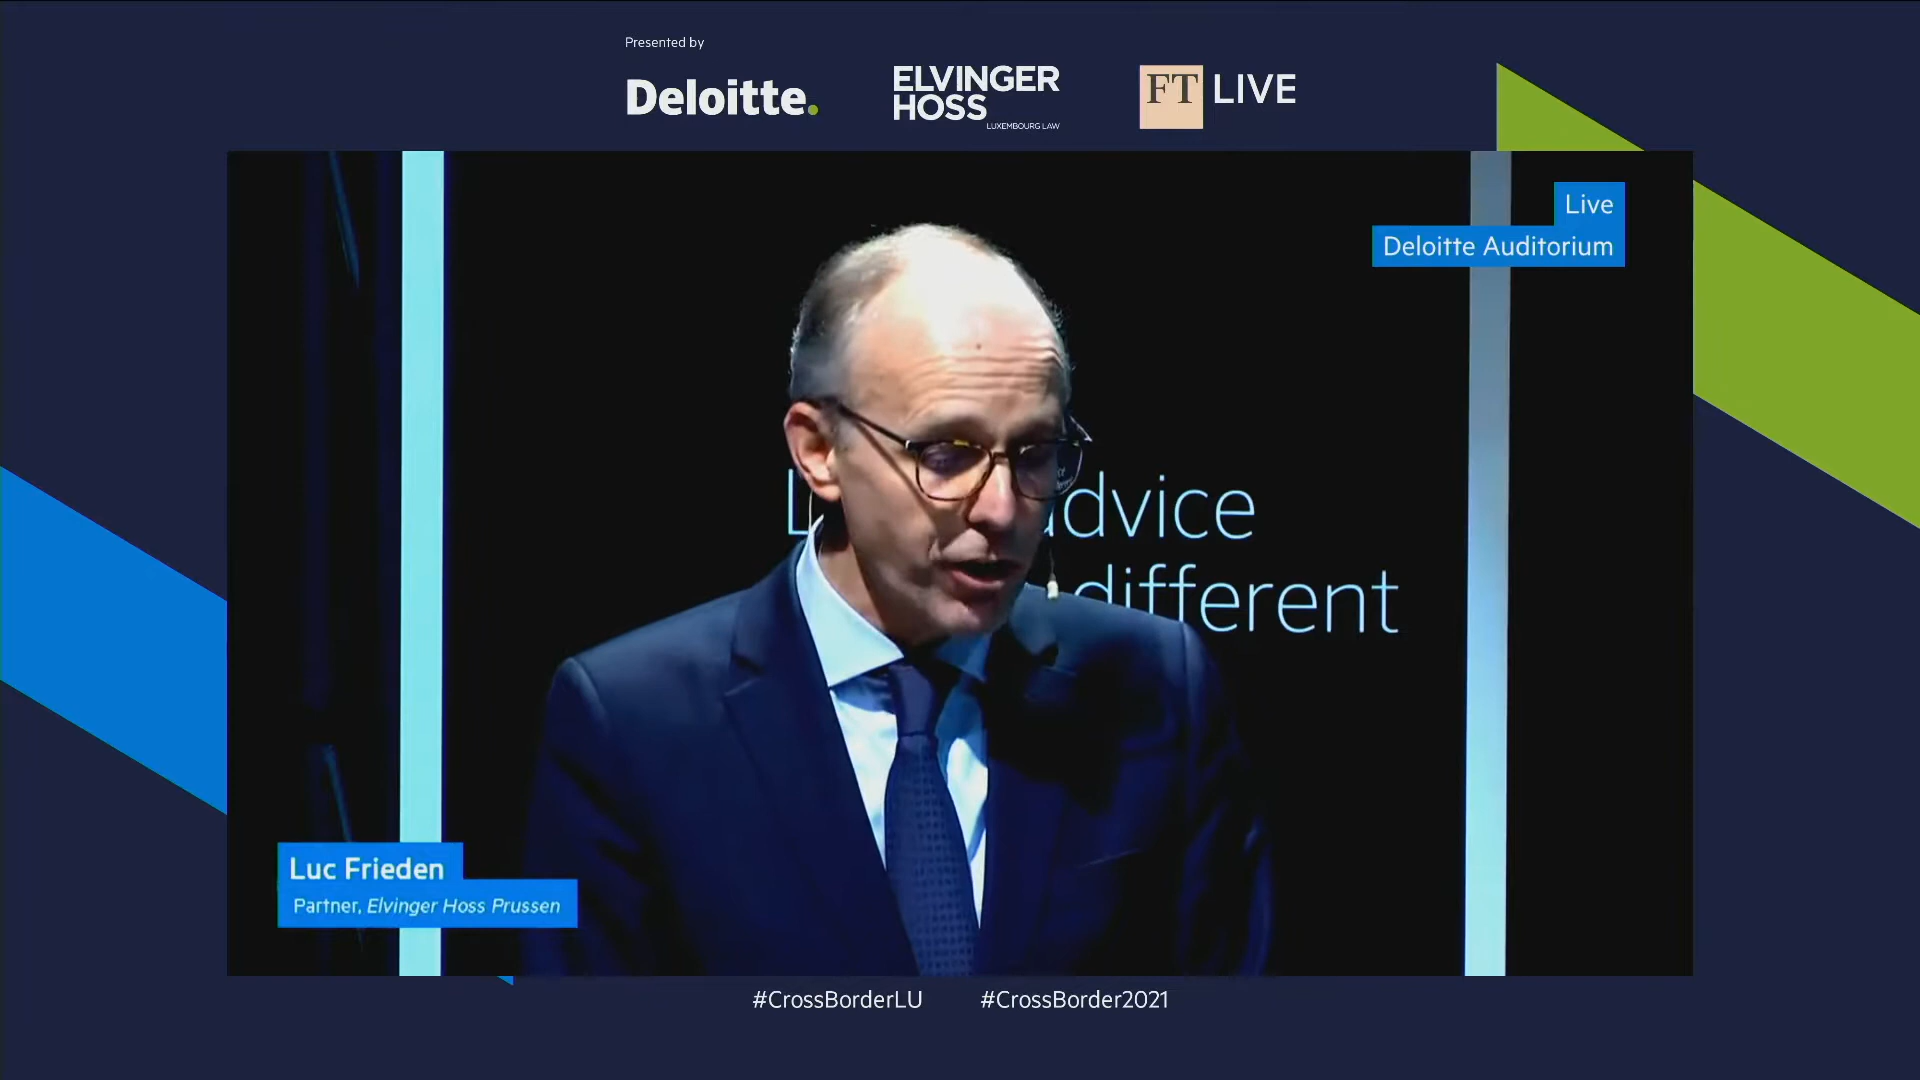 Presented by
Deloitte.
ELVINGER
HOSS
LUXEMBOURG LAW
FT LIVE
Live
Deloitte Auditorium
advice
different
Luc Frieden
Partner, Elvinger Hoss Prussen
#CrossBorderLU #CrossBorder2021